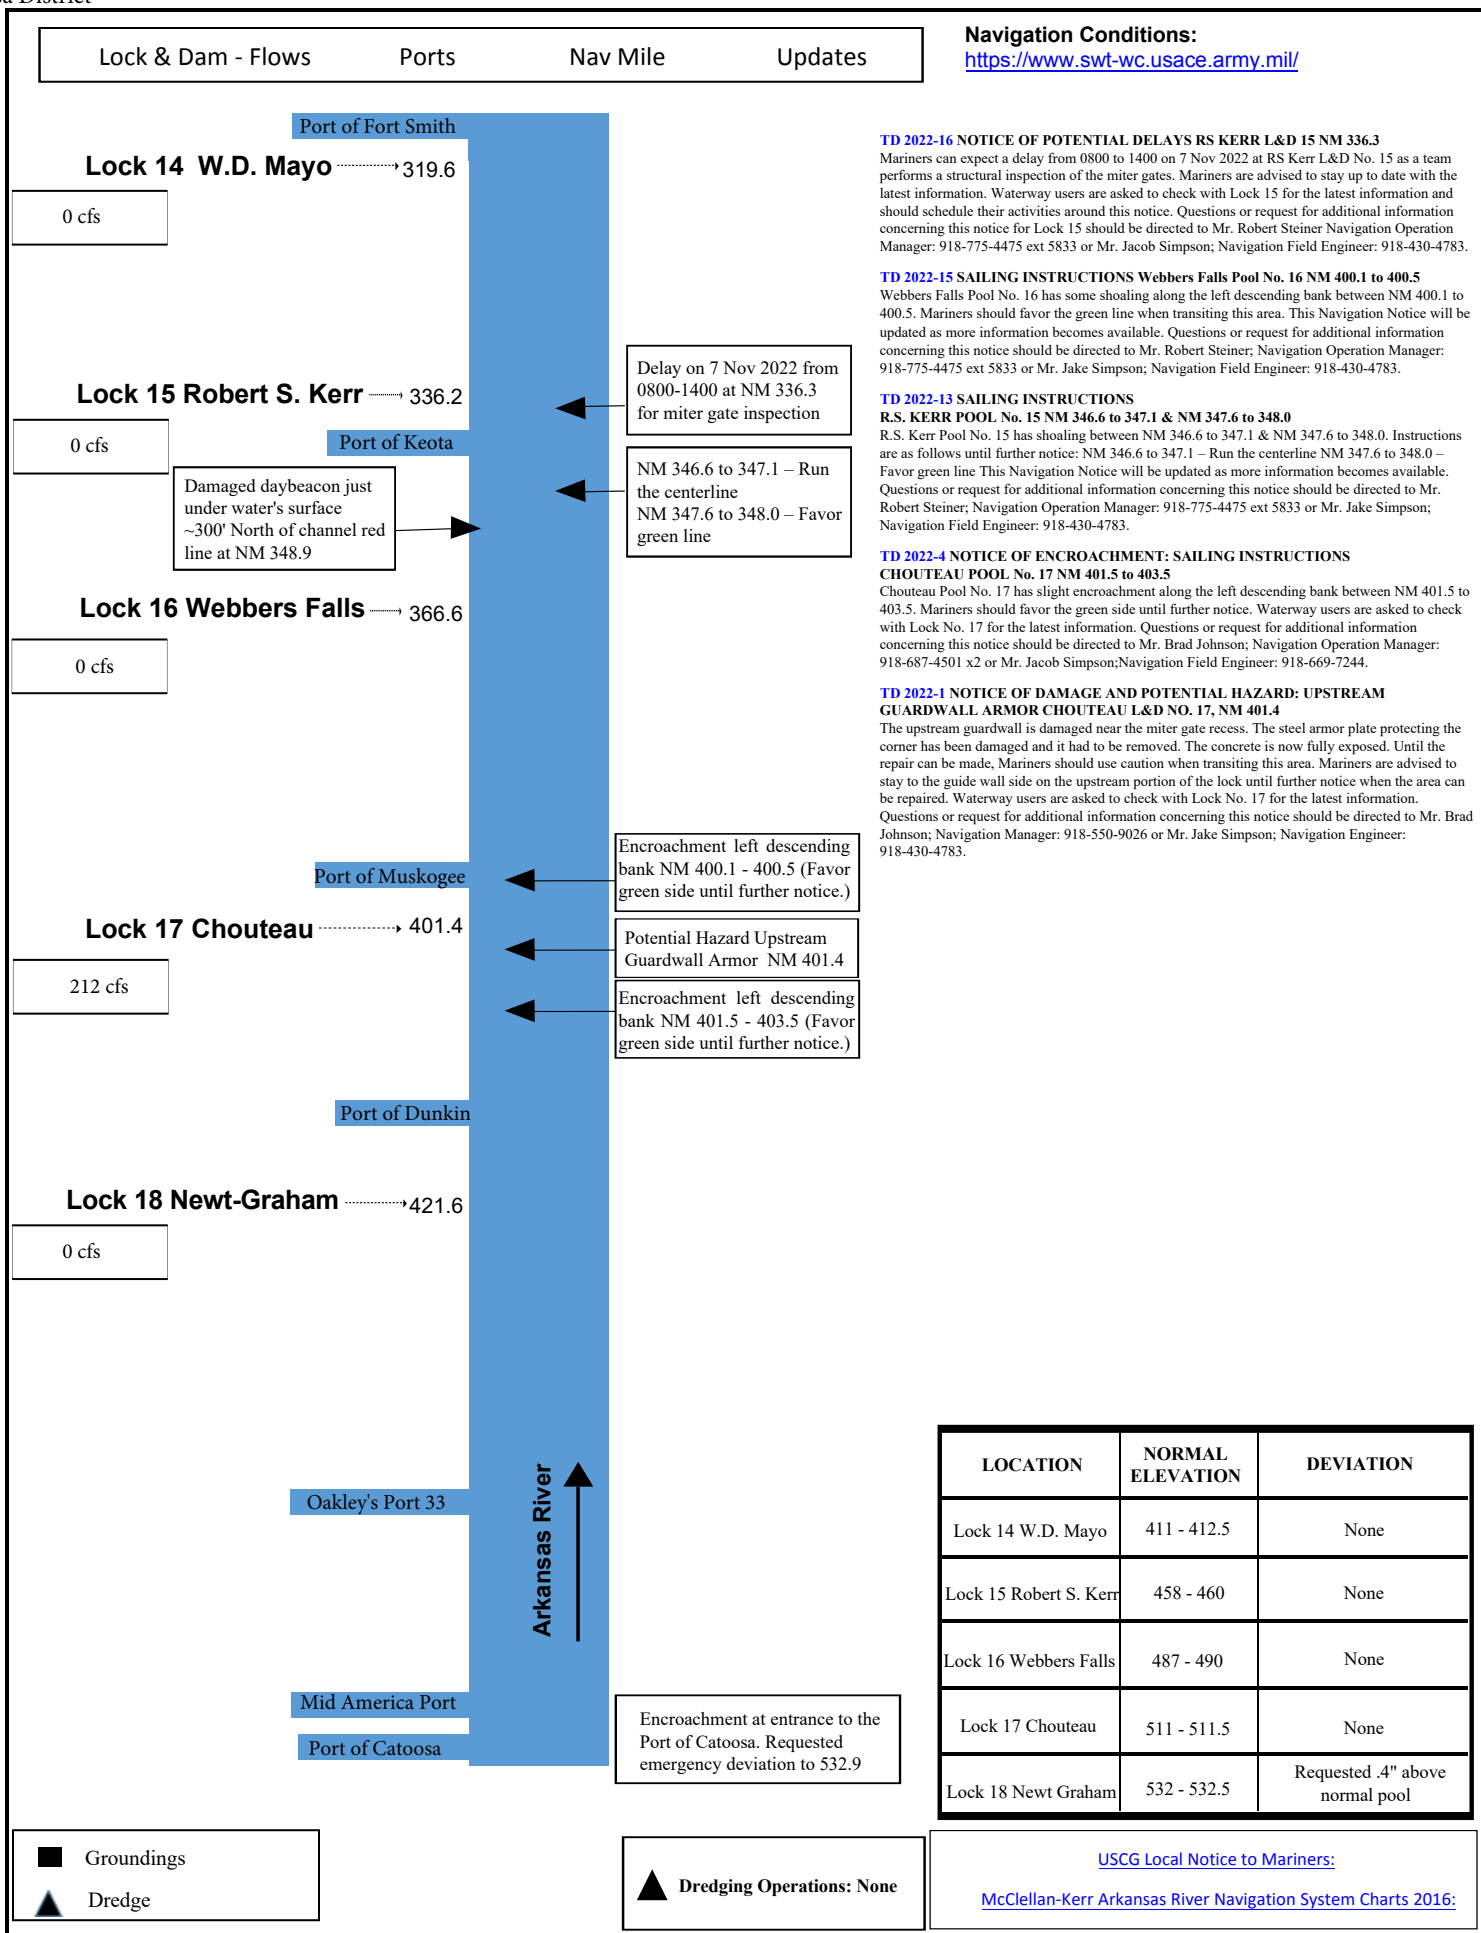 District
Lock & Dam - Flows Ports Nav Mile Updates
Navigation Conditions:
https://www.swt-wc.usace.army.mil/
Port of Fort Smith
Lock 14 W.D. Mayo 319.6
0 cfs
Lock 15 Robert S. Kerr 336.2
0 cfs
Port of Keota
Delay on 7 Nov 2022 from
0800-1400 at NM 336.3
for miter gate inspection
NM 346.6 to 347.1 – Run
the centerline
NM 347.6 to 348.0 – Favor
green line
Damaged daybeacon just
under water's surface
~300' North of channel red
line at NM 348.9
Lock 16 Webbers Falls 366.6
0 cfs
Port of Muskogee
Encroachment left descending
bank NM 400.1 - 400.5 (Favor
green side until further notice.)
Lock 17 Chouteau 401.4
212 cfs
Potential Hazard Upstream
Guardwall Armor NM 401.4
Encroachment left descending
bank NM 401.5 - 403.5 (Favor
green side until further notice.)
Port of Dunkin
Lock 18 Newt-Graham 421.6
0 cfs
Oakley's Port 33
Arkansas River
Mid America Port
Port of Catoosa
Encroachment at entrance to the
Port of Catoosa. Requested
emergency deviation to 532.9
TD 2022-16 NOTICE OF POTENTIAL DELAYS RS KERR L&D 15 NM 336.3
Mariners can expect a delay from 0800 to 1400 on 7 Nov 2022 at RS Kerr L&D No. 15 as a team
performs a structural inspection of the miter gates. Mariners are advised to stay up to date with the
latest information. Waterway users are asked to check with Lock 15 for the latest information and
should schedule their activities around this notice. Questions or request for additional information
concerning this notice for Lock 15 should be directed to Mr. Robert Steiner Navigation Operation
Manager: 918-775-4475 ext 5833 or Mr. Jacob Simpson; Navigation Field Engineer: 918-430-4783.
TD 2022-15 SAILING INSTRUCTIONS Webbers Falls Pool No. 16 NM 400.1 to 400.5
Webbers Falls Pool No. 16 has some shoaling along the left descending bank between NM 400.1 to
400.5. Mariners should favor the green line when transiting this area. This Navigation Notice will be
updated as more information becomes available. Questions or request for additional information
concerning this notice should be directed to Mr. Robert Steiner; Navigation Operation Manager:
918-775-4475 ext 5833 or Mr. Jake Simpson; Navigation Field Engineer: 918-430-4783.
TD 2022-13 SAILING INSTRUCTIONS
R.S. KERR POOL No. 15 NM 346.6 to 347.1 & NM 347.6 to 348.0
R.S. Kerr Pool No. 15 has shoaling between NM 346.6 to 347.1 & NM 347.6 to 348.0. Instructions
are as follows until further notice: NM 346.6 to 347.1 – Run the centerline NM 347.6 to 348.0 –
Favor green line This Navigation Notice will be updated as more information becomes available.
Questions or request for additional information concerning this notice should be directed to Mr.
Robert Steiner; Navigation Operation Manager: 918-775-4475 ext 5833 or Mr. Jake Simpson;
Navigation Field Engineer: 918-430-4783.
TD 2022-4 NOTICE OF ENCROACHMENT: SAILING INSTRUCTIONS
CHOUTEAU POOL No. 17 NM 401.5 to 403.5
Chouteau Pool No. 17 has slight encroachment along the left descending bank between NM 401.5 to
403.5. Mariners should favor the green side until further notice. Waterway users are asked to check
with Lock No. 17 for the latest information. Questions or request for additional information
concerning this notice should be directed to Mr. Brad Johnson; Navigation Operation Manager:
918-687-4501 x2 or Mr. Jacob Simpson;Navigation Field Engineer: 918-669-7244.
TD 2022-1 NOTICE OF DAMAGE AND POTENTIAL HAZARD: UPSTREAM
GUARDWALL ARMOR CHOUTEAU L&D NO. 17, NM 401.4
The upstream guardwall is damaged near the miter gate recess. The steel armor plate protecting the
corner has been damaged and it had to be removed. The concrete is now fully exposed. Until the
repair can be made, Mariners should use caution when transiting this area. Mariners are advised to
stay to the guide wall side on the upstream portion of the lock until further notice when the area can
be repaired. Waterway users are asked to check with Lock No. 17 for the latest information.
Questions or request for additional information concerning this notice should be directed to Mr. Brad
Johnson; Navigation Manager: 918-550-9026 or Mr. Jake Simpson; Navigation Engineer:
918-430-4783.
LOCATION NORMAL ELEVATION DEVIATION
Lock 14 W.D. Mayo 411 - 412.5 None
Lock 15 Robert S. Kerr 458 - 460 None
Lock 16 Webbers Falls 487 - 490 None
Lock 17 Chouteau 511 - 511.5 None
Lock 18 Newt Graham 532 - 532.5 Requested .4" above normal pool
Groundings
Dredge
Dredging Operations: None
USCG Local Notice to Mariners:
McClellan-Kerr Arkansas River Navigation System Charts 2016: